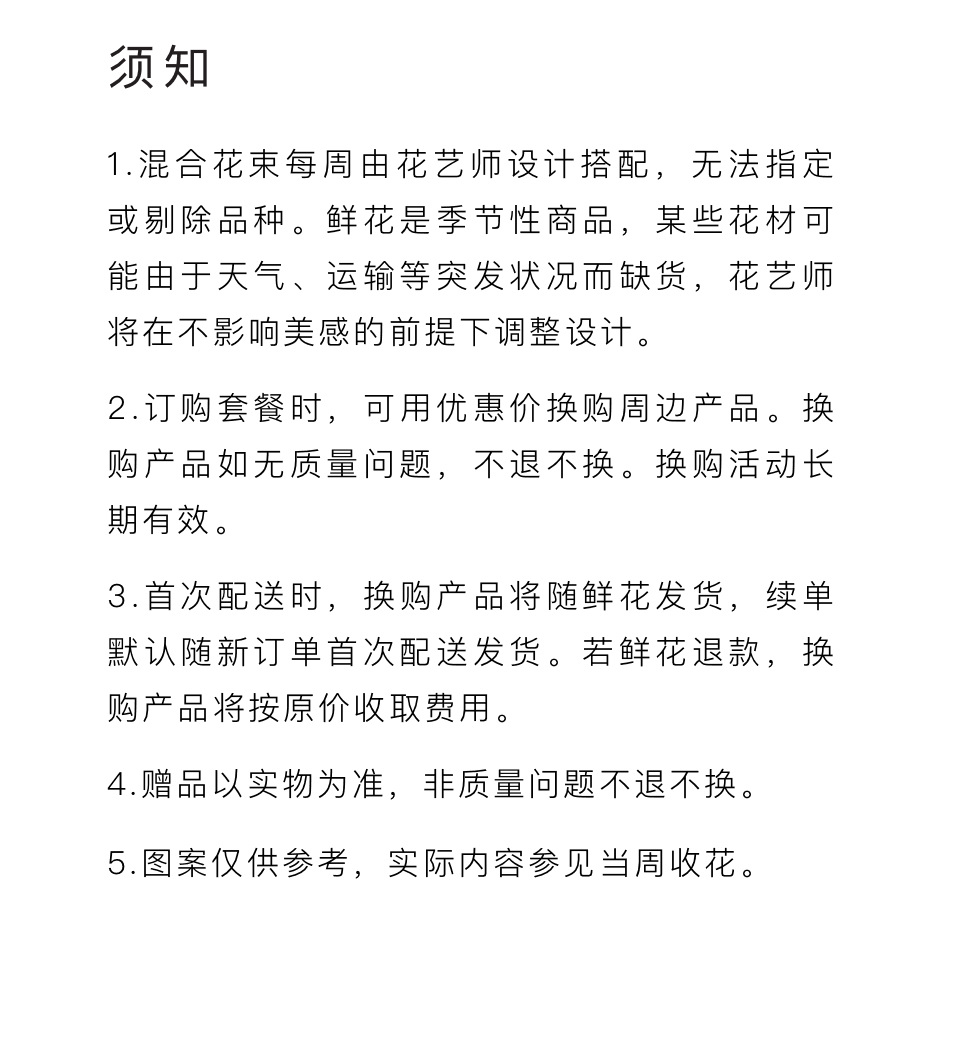 须知
1.混合花束每周由花艺师设计搭配，无法指定
或剔除品种。鲜花是季节性商品，某些花材可
能由于天气、运输等突发状况而缺货，花艺师
将在不影响美感的前提下调整设计。
2.订购套餐时，可用优惠价换购周边产品。换
购产品如无质量问题，不退不换。换购活动长
期有效。
3.首次配送时，换购产品将随鲜花发货，续单
默认随新订单首次配送发货。若鲜花退款，换
购产品将按原价收取费用。
4.赠品以实物为准，非质量问题不退不换。
5.图案仅供参考，实际内容参见当周收花。